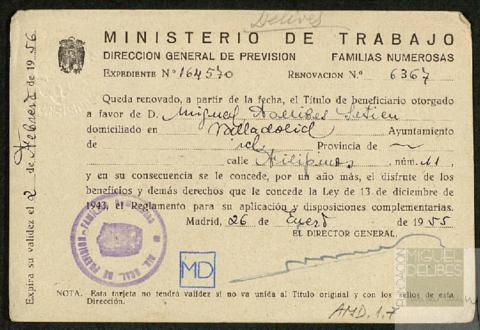 Delibes
MINISTERIO DE TRABAJO
DIRECCION GENERAL DE PREVISION FAMILIAS NUMEROSAS
EXPEDIENTE Nº 164570 RENOVACION N.º 6367
Queda renovado, a partir de la fecha, el Título de beneficiario otorgado
a favor de D. Miguel Delibes Setien
domiciliado en Valladolid Ayuntamiento
de id Provincia de ~
calle Filipinos núm. 11,
y en su consecuencia se le concede, por un año más, el disfrute de los
beneficios y demás derechos que le concede la Ley de 13 de diciembre
de 1943, el Reglamento para su aplicación y disposiciones complementarias.
Madrid, 26 de Enero de 1955
EL DIRECTOR GENERAL,
MD
NOTA. Esta tarjeta no tendrá validez si no va unida al Título original y con los sellos de esta
Dirección.
AMD, 1.7
Expira su validez el 2 de Febrero de 1956
FUNDACIÓN
MIGUEL
DELIBES